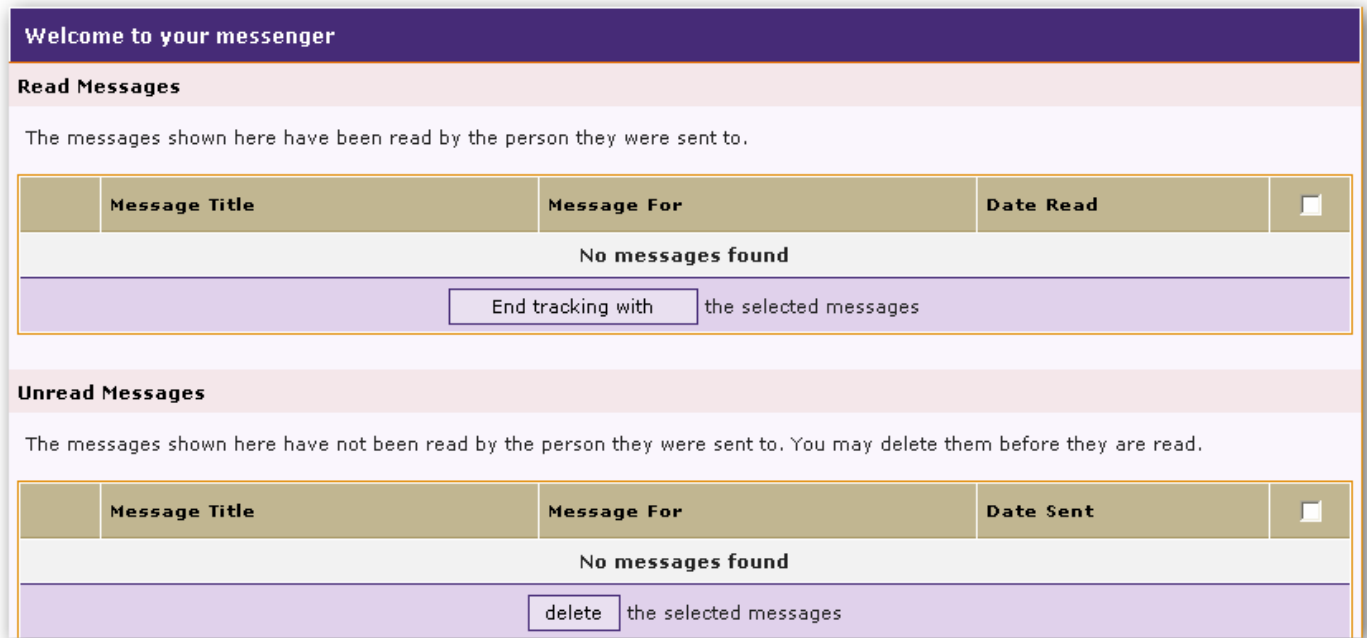 Welcome to your messenger
Read Messages
The messages shown here have been read by the person they were sent to.
Message Title Message For Date Read
No messages found
End tracking with the selected messages
Unread Messages
The messages shown here have not been read by the person they were sent to. You may delete them before they are read.
Message Title Message For Date Sent
No messages found
delete the selected messages